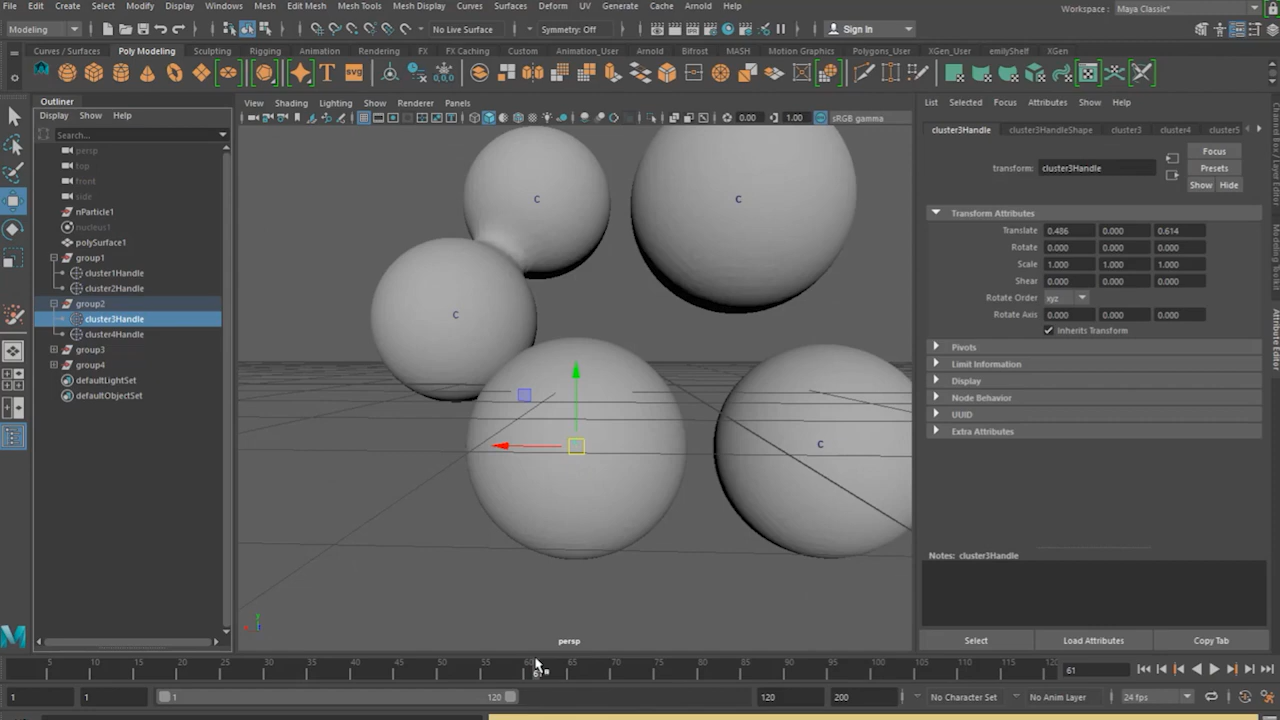 File Edit Create Select Modify Display Windows Mesh Edit Mesh Mesh Tools Mesh Display Curves Surfaces Deform UV Generate Cache Arnold Help
Workspace: Maya Classic*
Modeling
No Live Surface
Symmetry: Off
Sign In
Curves / Surfaces Poly Modeling Sculpting Rigging Animation Rendering FX FX Caching Custom Animation_User Arnold Bifrost MASH Motion Graphics Polygons_User XGen_User emilyShelf XGen
Outliner
Display Show Help
Search...
persp
top
front
side
nParticle1
nucleus1
polySurface1
group1
cluster1Handle
cluster2Handle
group2
cluster3Handle
cluster4Handle
group3
group4
defaultLightSet
defaultObjectSet
View Shading Lighting Show Renderer Panels
0.00 1.00 sRGB gamma
C
C
C
C
persp
List Selected Focus Attributes Show Help
cluster3Handle cluster3HandleShape cluster3 cluster4 cluster5
Focus
transform: cluster3Handle
Presets
Show Hide
Transform Attributes
Translate 0.486 0.000 0.614
Rotate 0.000 0.000 0.000
Scale 1.000 1.000 1.000
Shear 0.000 0.000 0.000
Rotate Order xyz
Rotate Axis 0.000 0.000 0.000
Inherits Transform
Pivots
Limit Information
Display
Node Behavior
UUID
Extra Attributes
Notes: cluster3Handle
Select Load Attributes Copy Tab
Modeling Toolkit
Attribute Editor
5 10 15 20 25 30 35 40 45 50 55 60 65 70 75 80 85 90 95 100 105 110 115 120
61
1 1 1 120 120 200
No Character Set
No Anim Layer
24 fps